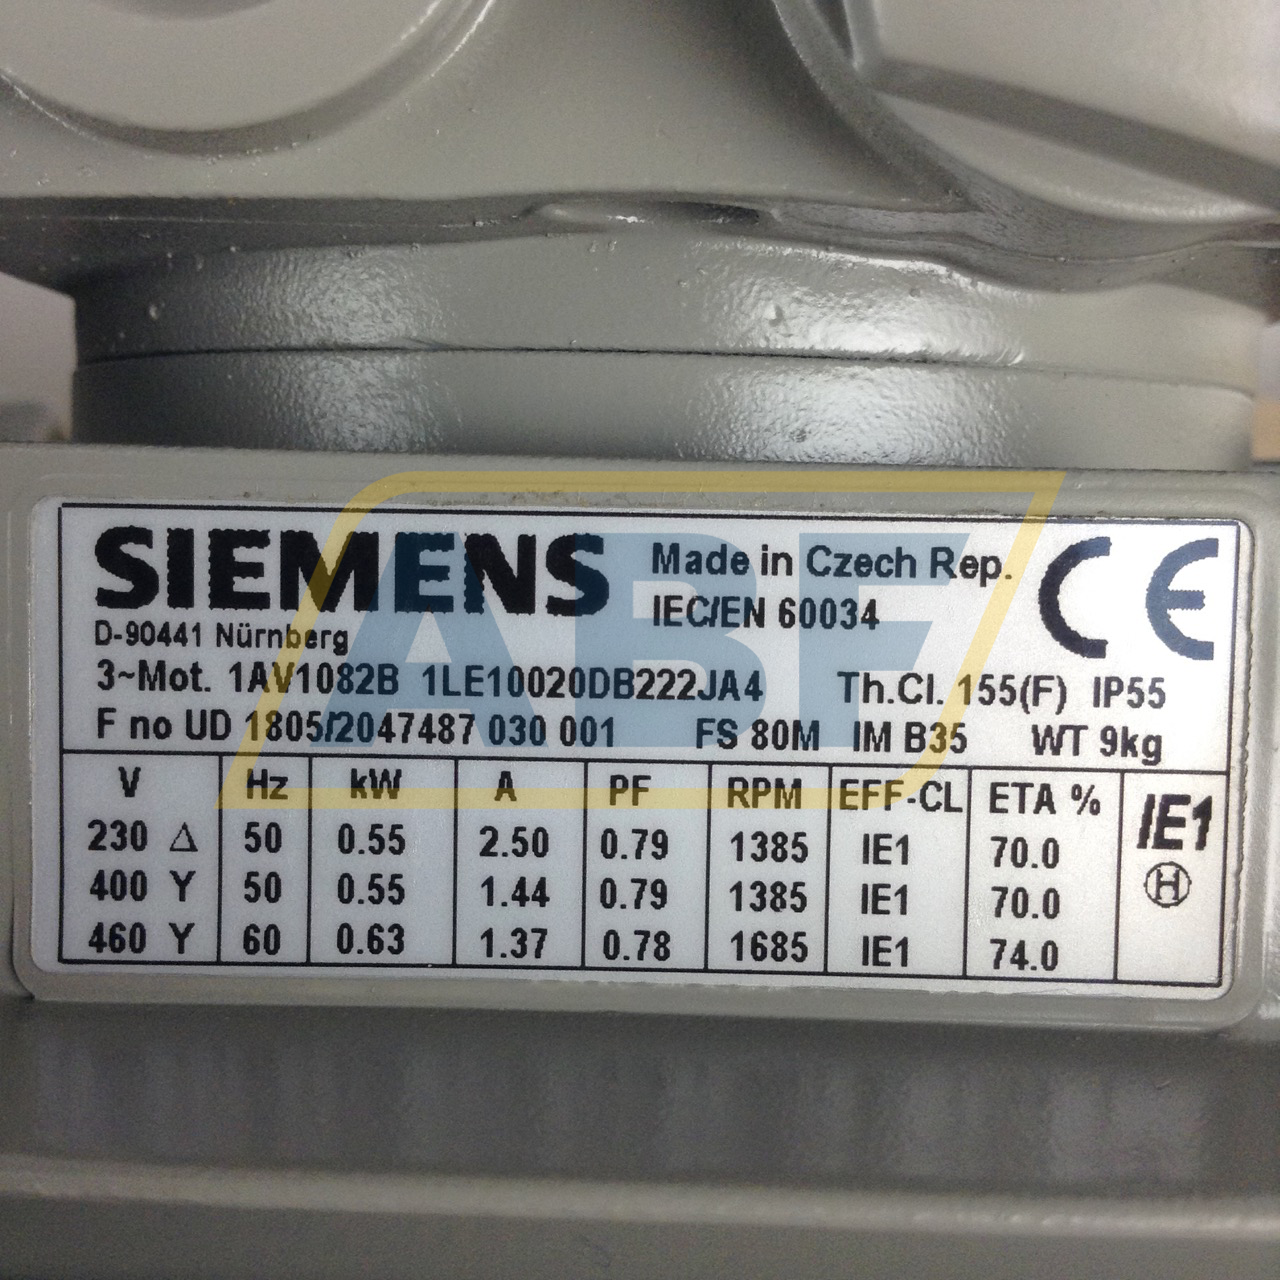 SIEMENS
Made in Czech Rep.
IEC/EN 60034
CE
D-90441 Nürnberg
3~Mot. 1AV1082B 1LE10020DB222JA4 Th.Cl. 155(F) IP55
F no UD 1805/2047487 030 001 FS 80M IM B35 WT 9kg
V Hz kW A PF RPM EFF-CL ETA % IE1
230 Δ 50 0.55 2.50 0.79 1385 IE1 70.0 H
400 Y 50 0.55 1.44 0.79 1385 IE1 70.0
460 Y 60 0.63 1.37 0.78 1685 IE1 74.0
ABF